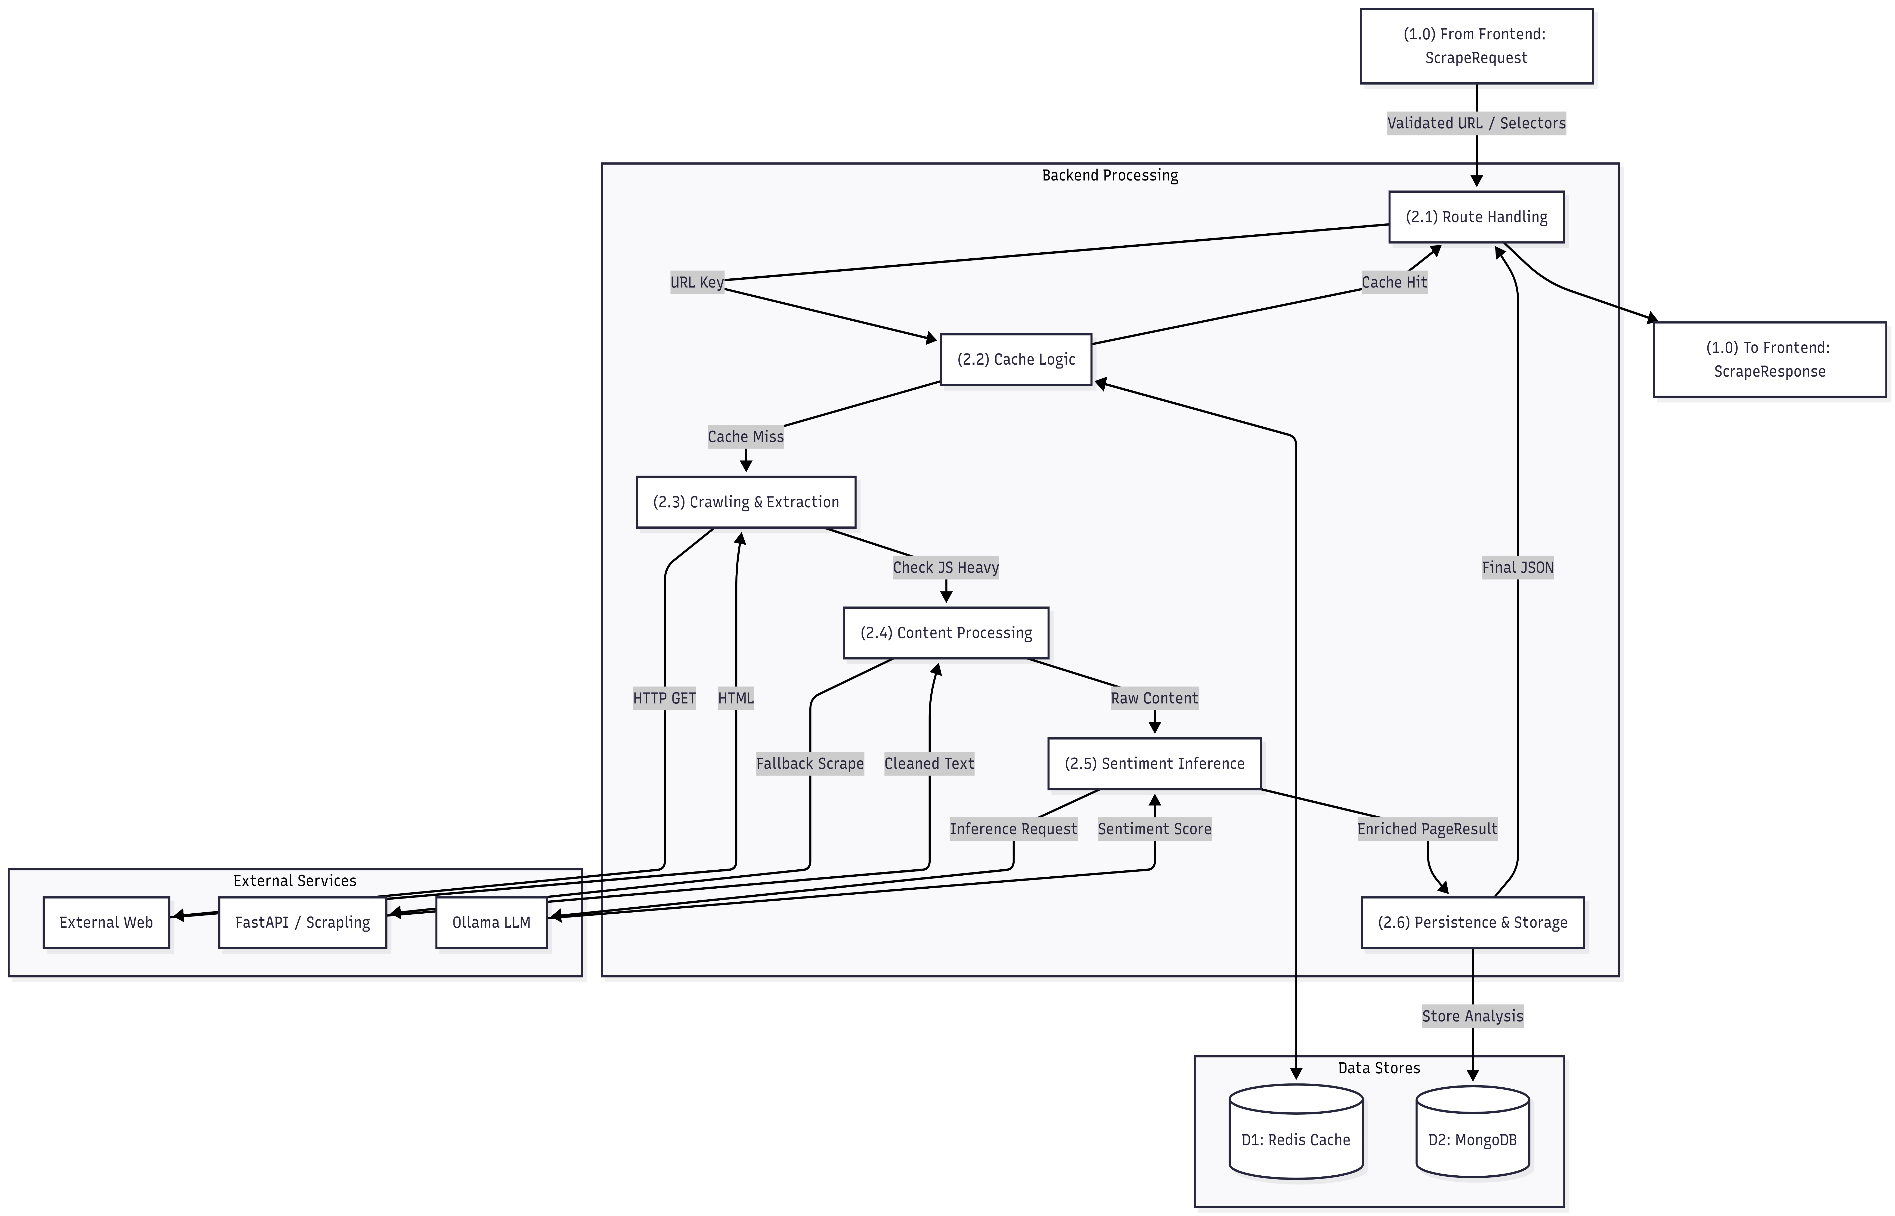 (1.0) From Frontend:
ScrapeRequest
Validated URL / Selectors
Backend Processing
(2.1) Route Handling
URL Key
Cache Hit
(1.0) To Frontend:
ScrapeResponse
(2.2) Cache Logic
Cache Miss
(2.3) Crawling & Extraction
Check JS Heavy
Final JSON
(2.4) Content Processing
HTTP GET
HTML
Raw Content
Fallback Scrape
Cleaned Text
(2.5) Sentiment Inference
Inference Request
Sentiment Score
Enriched PageResult
External Services
External Web
FastAPI / Scrapling
Ollama LLM
(2.6) Persistence & Storage
Store Analysis
Data Stores
D1: Redis Cache
D2: MongoDB